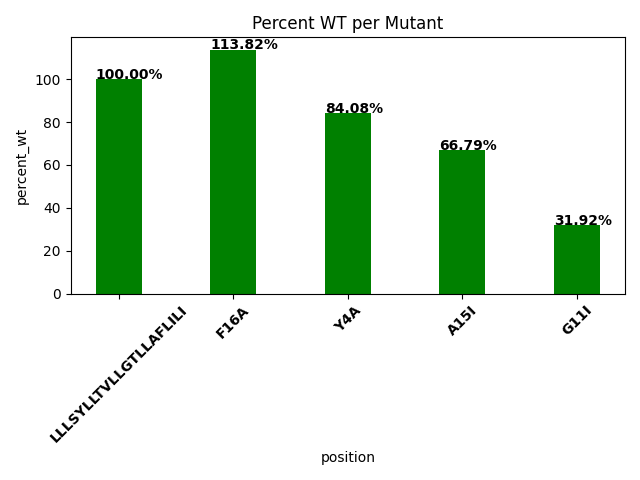 Percent WT per Mutant
percent_wt
100
80
60
40
20
0
100.00%
113.82%
84.08%
66.79%
31.92%
LLLSYLLTVLLGTLLAFLILI
F16A
Y4A
A15I
G11I
position